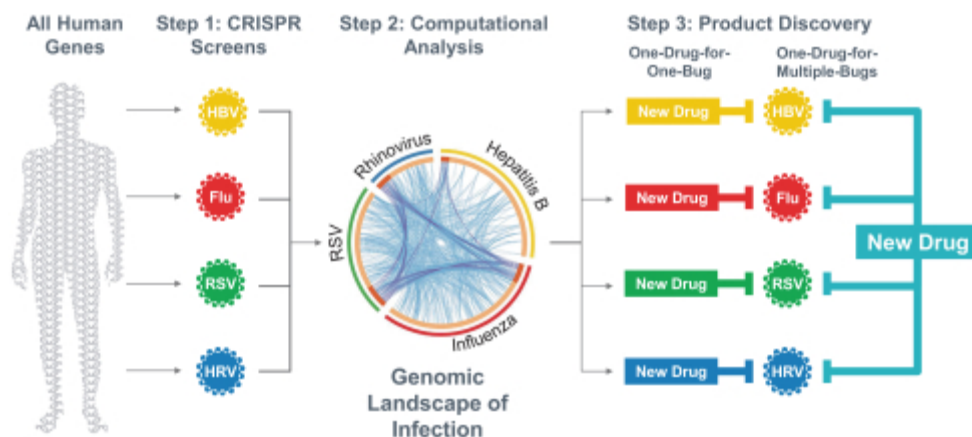 All Human
Genes
Step 1: CRISPR
Screens
Step 2: Computational
Analysis
Step 3: Product Discovery
One-Drug-for-
One-Bug
One-Drug-for-
Multiple-Bugs
HBV
Flu
RSV
HRV
Rhinovirus
Hepatitis B
RSV
Influenza
Genomic
Landscape of
Infection
New Drug
HBV
New Drug
Flu
New Drug
New Drug
RSV
New Drug
HRV